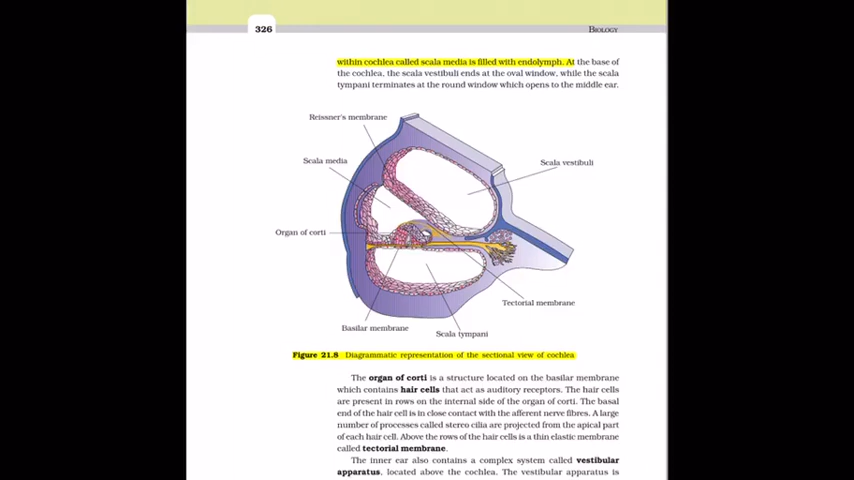 326
BIOLOGY
within cochlea called scala media is filled with endolymph. At the base of
the cochlea, the scala vestibuli ends at the oval window, while the scala
tympani terminates at the round window which opens to the middle ear.
Reissner's membrane
Scala media
Scala vestibuli
Organ of corti
Tectorial membrane
Basilar membrane
Scala tympani
Figure 21.8 Diagrammatic representation of the sectional view of cochlea
The organ of corti is a structure located on the basilar membrane
which contains hair cells that act as auditory receptors. The hair cells
are present in rows on the internal side of the organ of corti. The basal
end of the hair cell is in close contact with the afferent nerve fibres. A large
number of processes called stereo cilia are projected from the apical part
of each hair cell. Above the rows of the hair cells is a thin elastic membrane
called tectorial membrane.
The inner ear also contains a complex system called vestibular
apparatus, located above the cochlea. The vestibular apparatus is